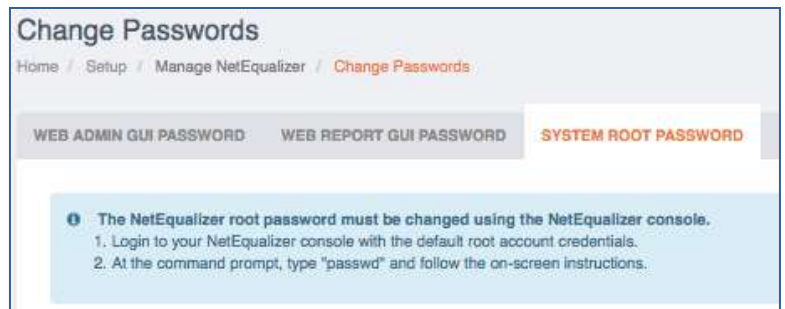 Change Passwords
Home / Setup / Manage NetEqualizer / Change Passwords
WEB ADMIN GUI PASSWORD WEB REPORT GUI PASSWORD SYSTEM ROOT PASSWORD
The NetEqualizer root password must be changed using the NetEqualizer console.
1. Login to your NetEqualizer console with the default root account credentials.
2. At the command prompt, type "passwd" and follow the on-screen instructions.